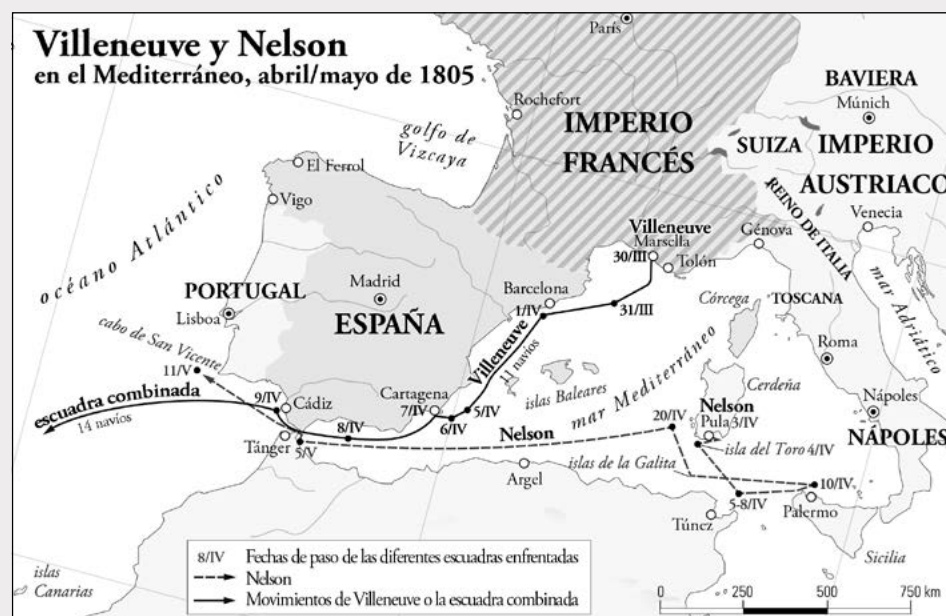 Villeneuve y Nelson
en el Mediterráneo, abril/mayo de 1805
París
BAVIERA
Múnich
Rochefort
IMPERIO
FRANCÉS
SUIZA
IMPERIO
AUSTRIACO
golfo de
Vizcaya
El Ferrol
Vigo
océano Atlántico
REINO DE ITALIA
Venecia
Villeneuve
Marsella
30/III
Tolón
Génova
mar Adriático
Madrid
Barcelona
1/IV
31/III
PORTUGAL
Lisboa
ESPAÑA
Córcega
TOSCANA
Roma
cabo de San Vicente
11/V
Villeneuve
11 navíos
islas Baleares
mar Mediterráneo
Cerdeña
escuadra combinada
14 navíos
9/IV
Cádiz
Cartagena
7/IV
5/IV
6/IV
8/IV
Nelson
Pula 3/IV
20/IV
Nápoles
NÁPOLES
Tánger
5/V
Nelson
isla del Toro 4/IV
islas de la Galita
Argel
10/IV
5-8/IV
Palermo
Túnez
Sicilia
islas
Canarias
8/IV Fechas de paso de las diferentes escuadras enfrentadas
Nelson
Movimientos de Villeneuve o la escuadra combinada
0 250 500 750 km